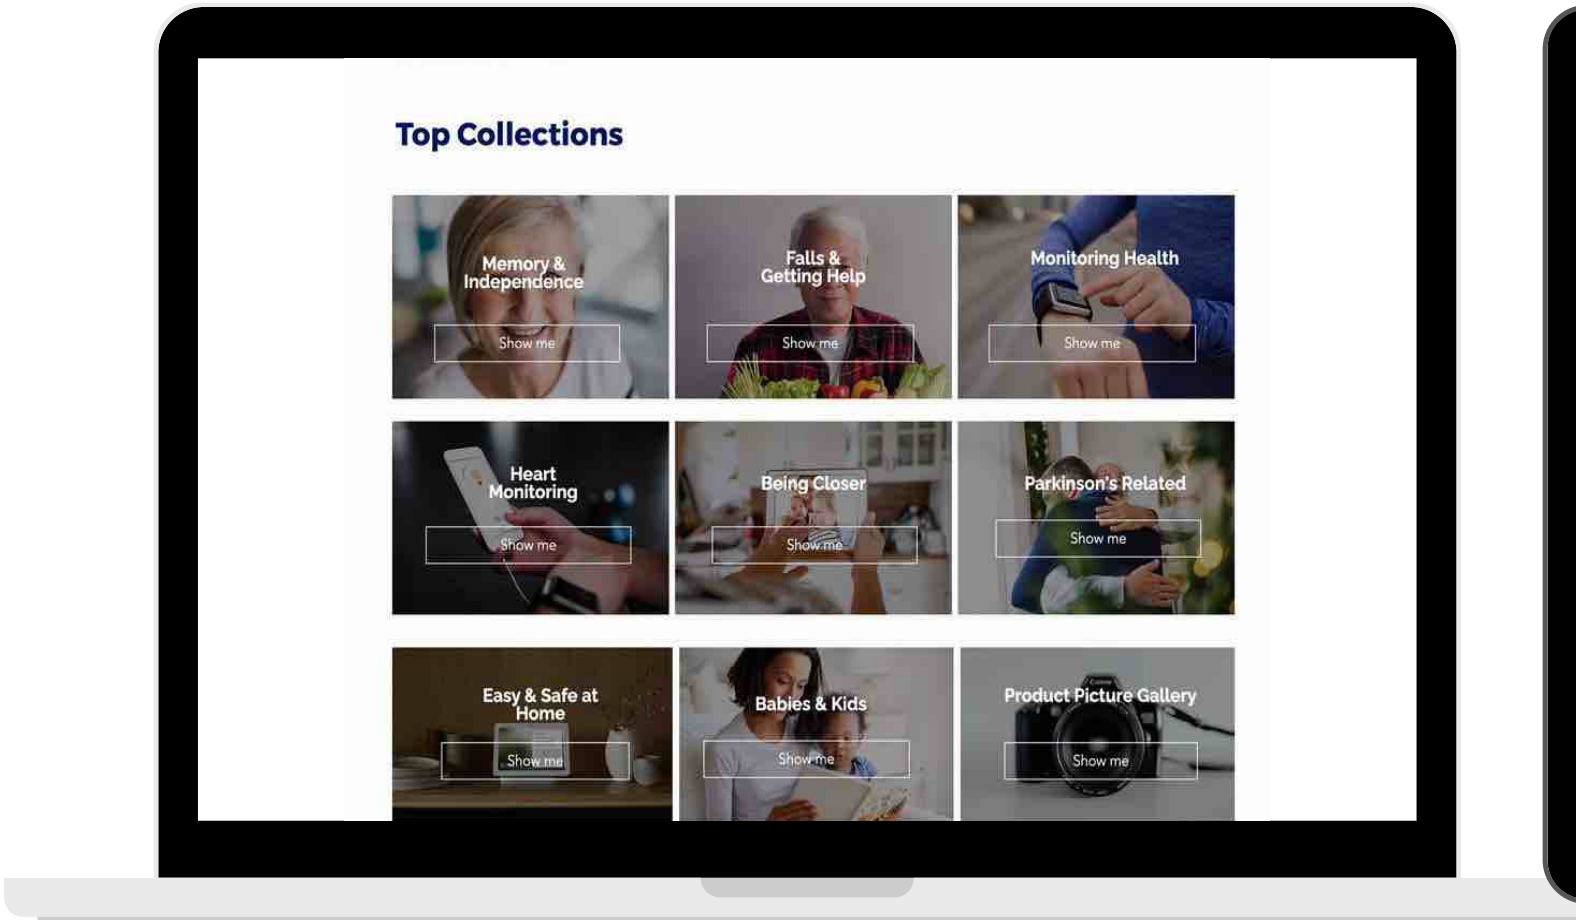 Top Collections
Memory &
Independence
Show me
Falls &
Getting Help
Show me
Monitoring Health
Show me
Heart
Monitoring
Show me
Being Closer
Show me
Parkinson's Related
Show me
Easy & Safe at
Home
Show me
Babies & Kids
Show me
Product Picture Gallery
Canon
Show me